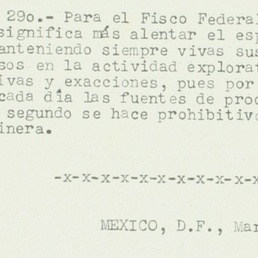 29o.- Para el Fisco Federal
significa más alentar el esp
anteniendo siempre vivas sus
sos en la actividad explorat
ivas y exacciones, pues por
cada día las fuentes de proc
segundo se hace prohibitivo
inera.
-x-x-x-x-x-x-x-x-x-x
MEXICO, D.F., Mar